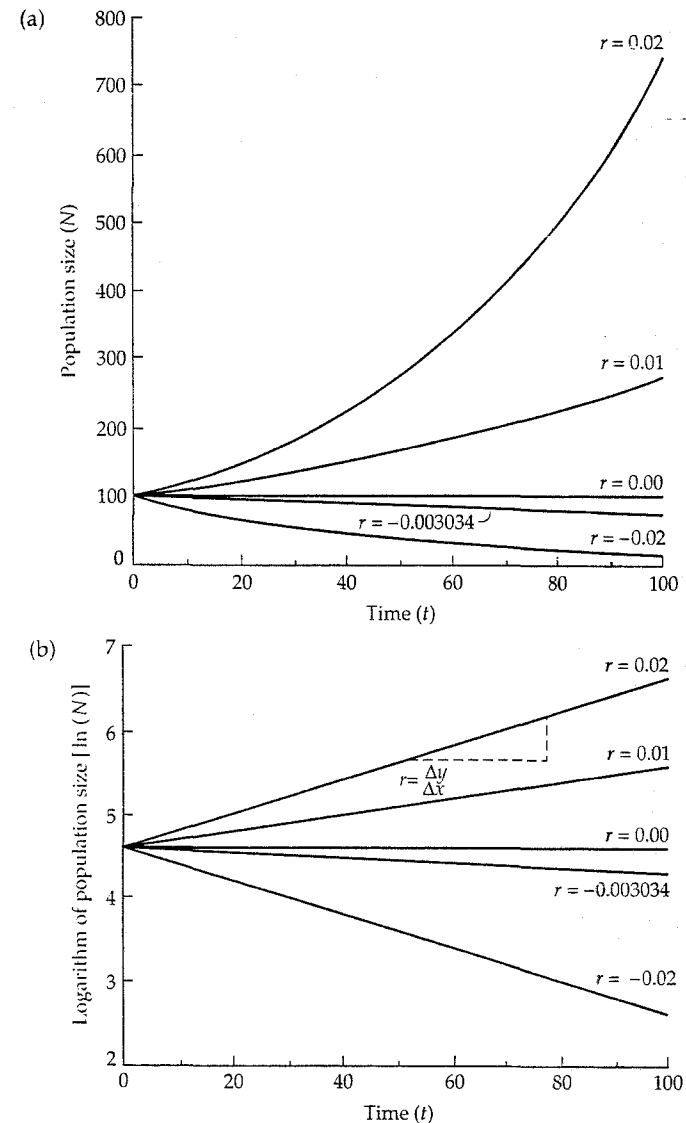 (a)
800
700
600
500
400
300
200
100
0
Population size (N)
r = 0.02
r = 0.01
r = 0.00
r = −0.003034
r = −0.02
0 20 40 60 80 100
Time (t)
(b)
7
6
5
4
3
2
Logarithm of population size [ln (N)]
r = 0.02
r = Δy
Δx
r = 0.01
r = 0.00
r = −0.003034
r = −0.02
0 20 40 60 80 100
Time (t)